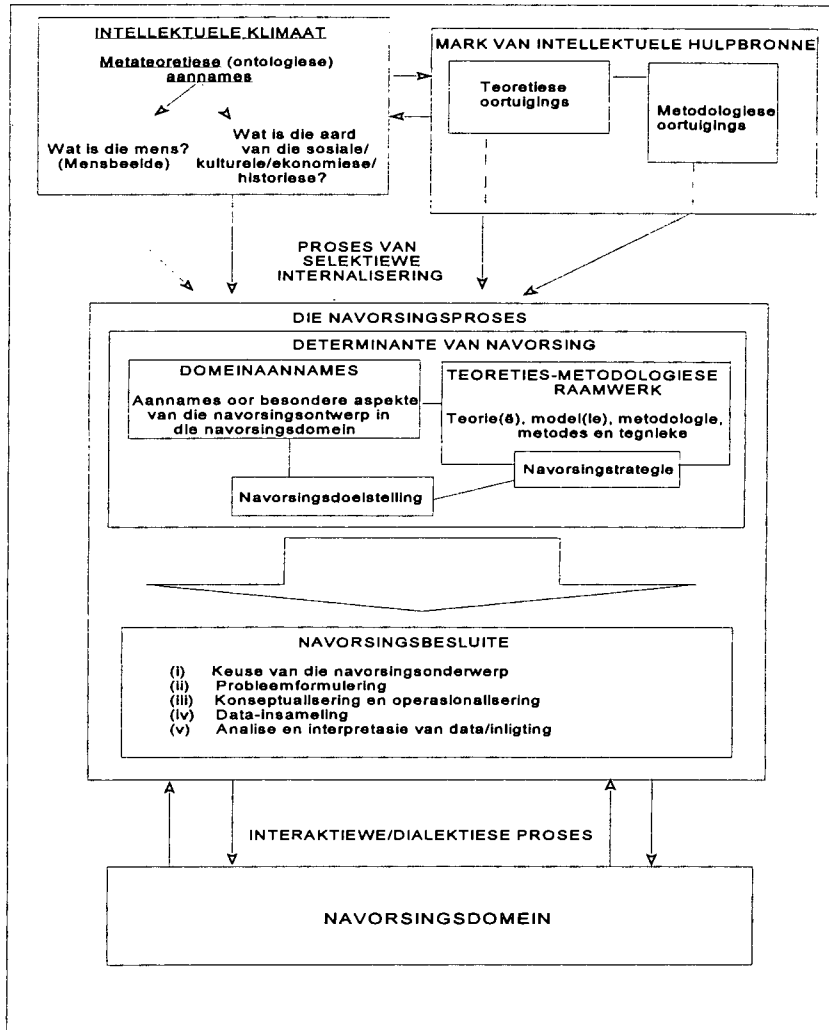 INTELLEKTUELE KLIMAAT
Metateoretiese (ontologiese)
aannames
Wat is die mens?
(Mensbeelde)
Wat is die aard
van die sosiale/
kulturele/ekonomiese/
historiese?
MARK VAN INTELLEKTUELE HULPBRONNE
Teoretiese
oortuigings
Metodologiese
oortuigings
PROSES VAN
SELEKTIEWE
INTERNALISERING
DIE NAVORSINGSPROSES
DETERMINANTE VAN NAVORSING
DOMEINAANNAMES
Aannames oor besondere aspekte
van die navorsingsontwerp in
die navorsingsdomein
TEORETIES-METODOLOGIESE
RAAMWERK
Teorie(ë), model(le), metodologie,
metodes en tegnieke
Navorsingstrategie
Navorsingsdoelstelling
NAVORSINGSBESLUITE
(i) Keuse van die navorsingsonderwerp
(ii) Probleemformulering
(iii) Konseptualisering en operasionalisering
(iv) Data-insameling
(v) Analise en interpretasie van data/inligting
INTERAKTIEWE/DIALEKTIESE PROSES
NAVORSINGSDOMEIN